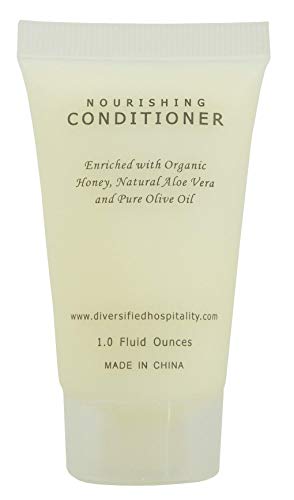 NOURISHING
CONDITIONER
Enriched with Organic
Honey, Natural Aloe Vera
and Pure Olive Oil
www.diversifiedhospitality.com
1.0 Fluid Ounces
MADE IN CHINA